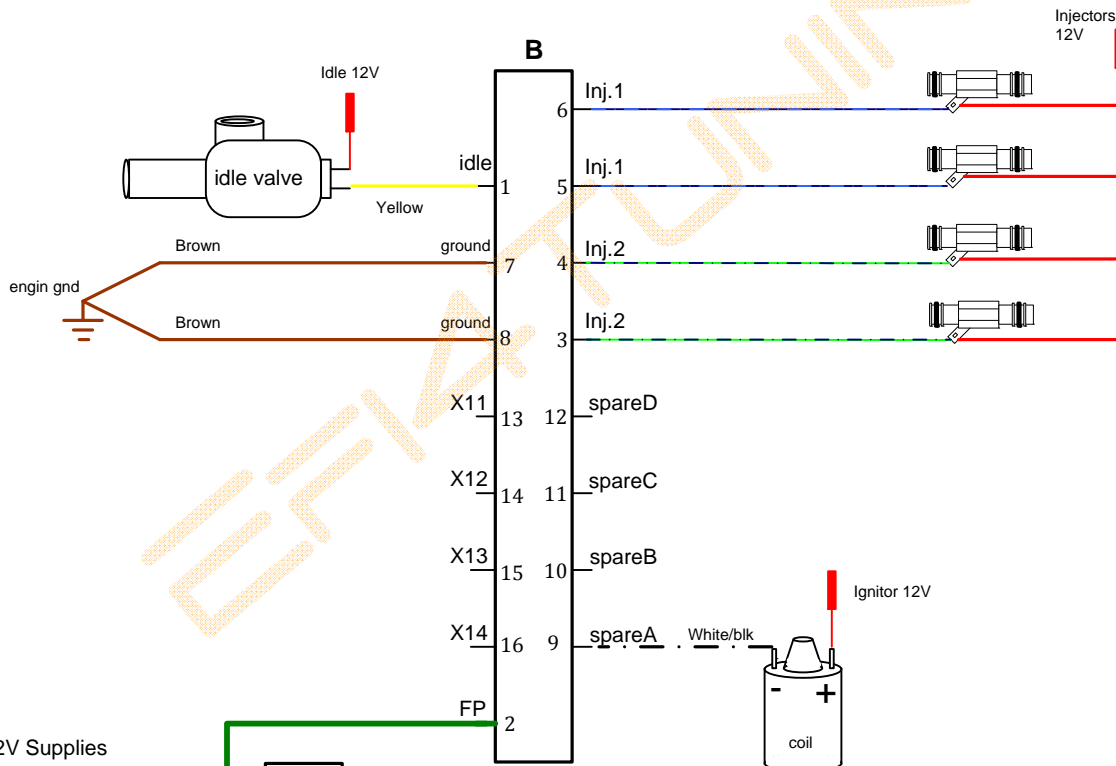 Injectors
12V
B
Idle 12V
Inj.1
6
idle valve
idle
1
5
Inj.1
Yellow
Brown
ground
7
4
Inj.2
engin gnd
Brown
ground
8
3
Inj.2
X11
13
12
spareD
X12
14
11
spareC
X13
15
10
spareB
Ignitor 12V
X14
16
9
spareA
White/blk
- +
coil
FP
2
2V Supplies
EFI4TUNIN